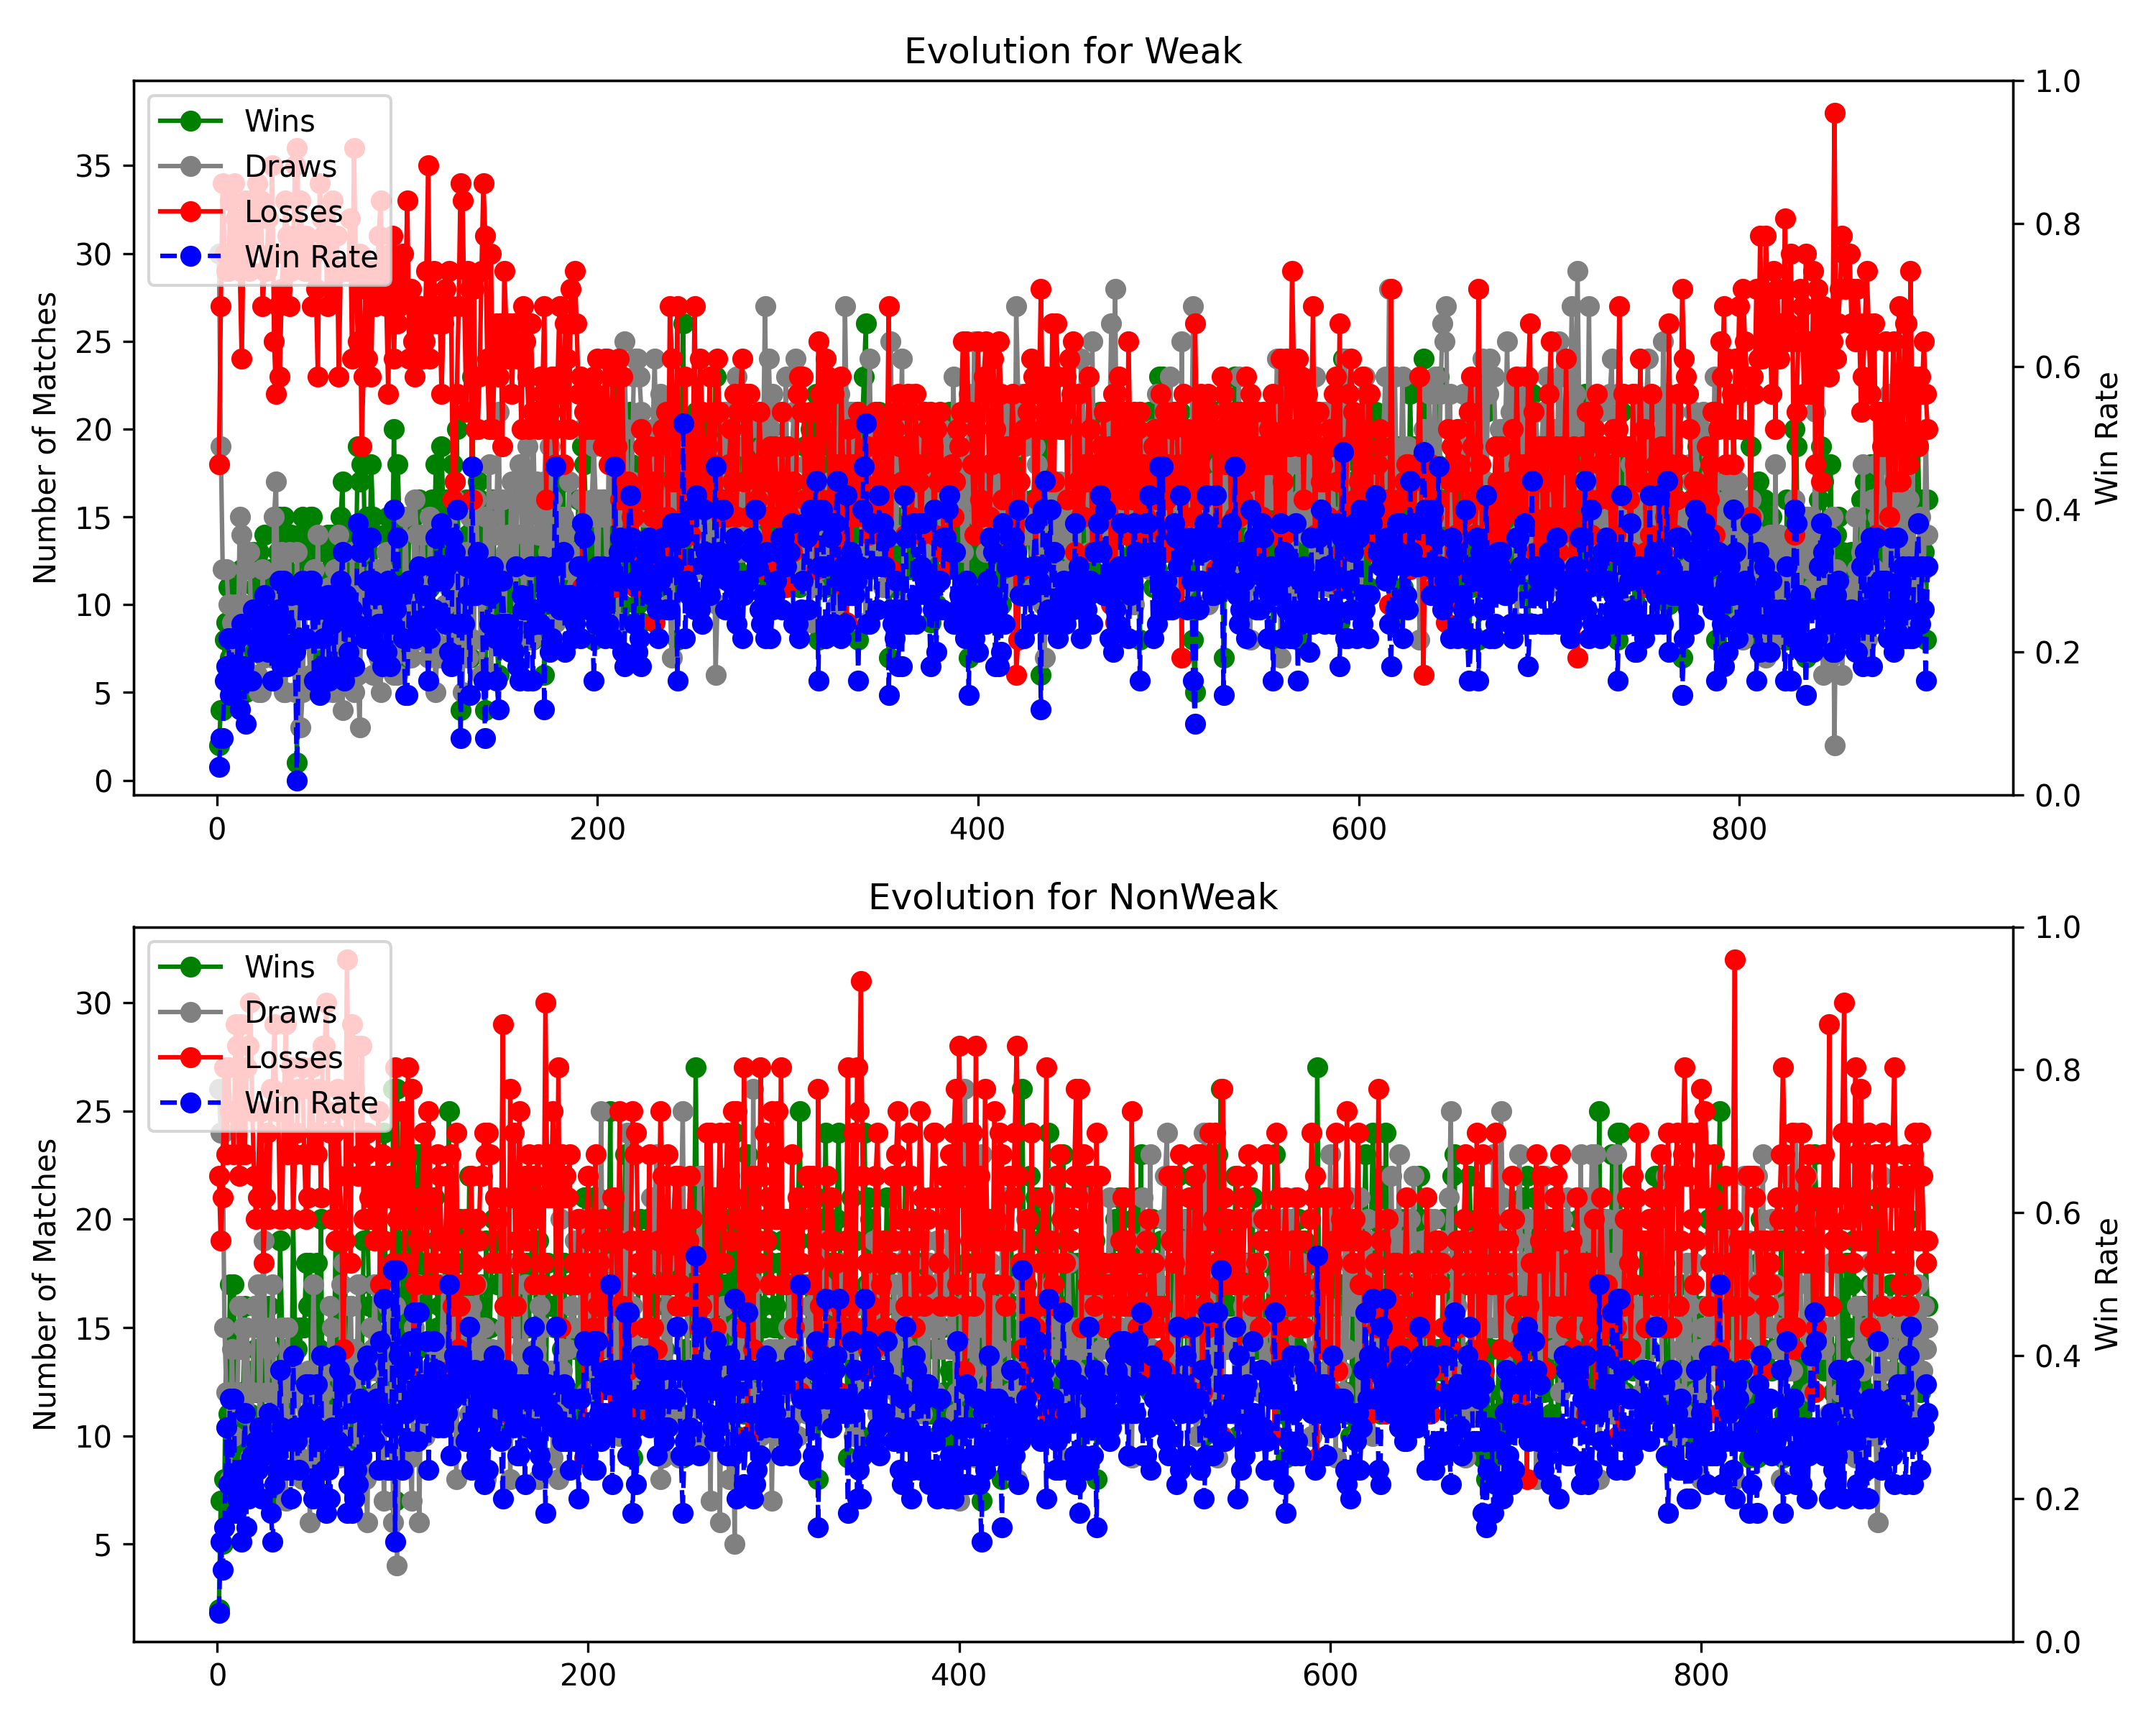 Evolution for Weak
Wins
Draws
Losses
Win Rate
Number of Matches
35
30
25
20
15
10
5
0
1.0
0.8
0.6
0.4
0.2
0.0
Win Rate
0 200 400 600 800
Evolution for NonWeak
Wins
Draws
Losses
Win Rate
Number of Matches
30
25
20
15
10
5
1.0
0.8
0.6
0.4
0.2
0.0
Win Rate
0 200 400 600 800